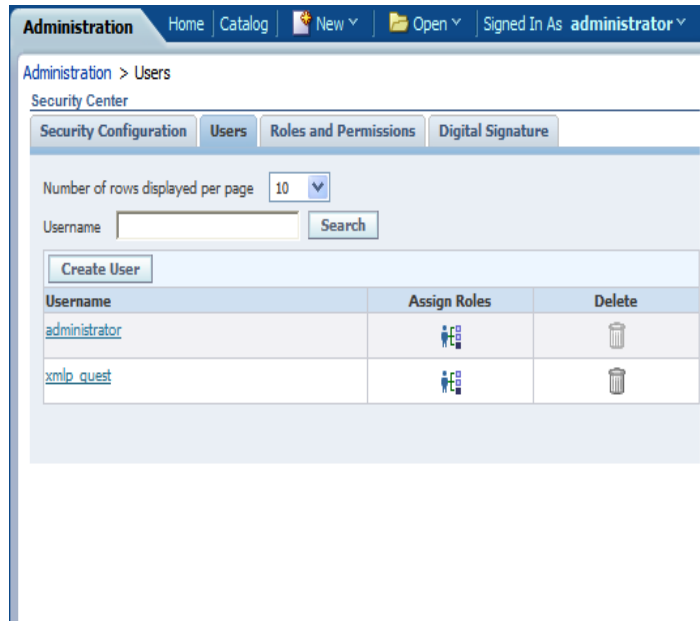 Administration Home Catalog New Open Signed In As administrator
Administration > Users
Security Center
Security Configuration Users Roles and Permissions Digital Signature
Number of rows displayed per page 10
Username Search
Create User
Username Assign Roles Delete
administrator
xmlp_guest